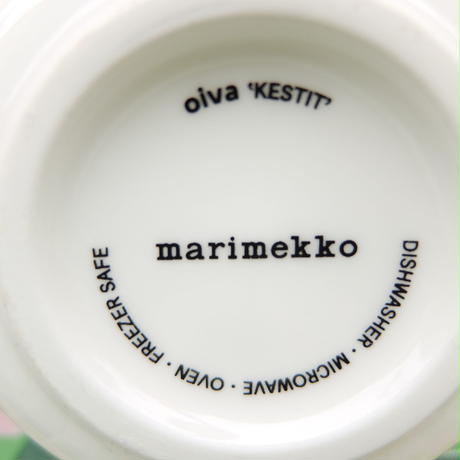 oiva ‘KESTIT’
marimekko
DISHWASHER · MICROWAVE · OVEN · FREEZER SAFE